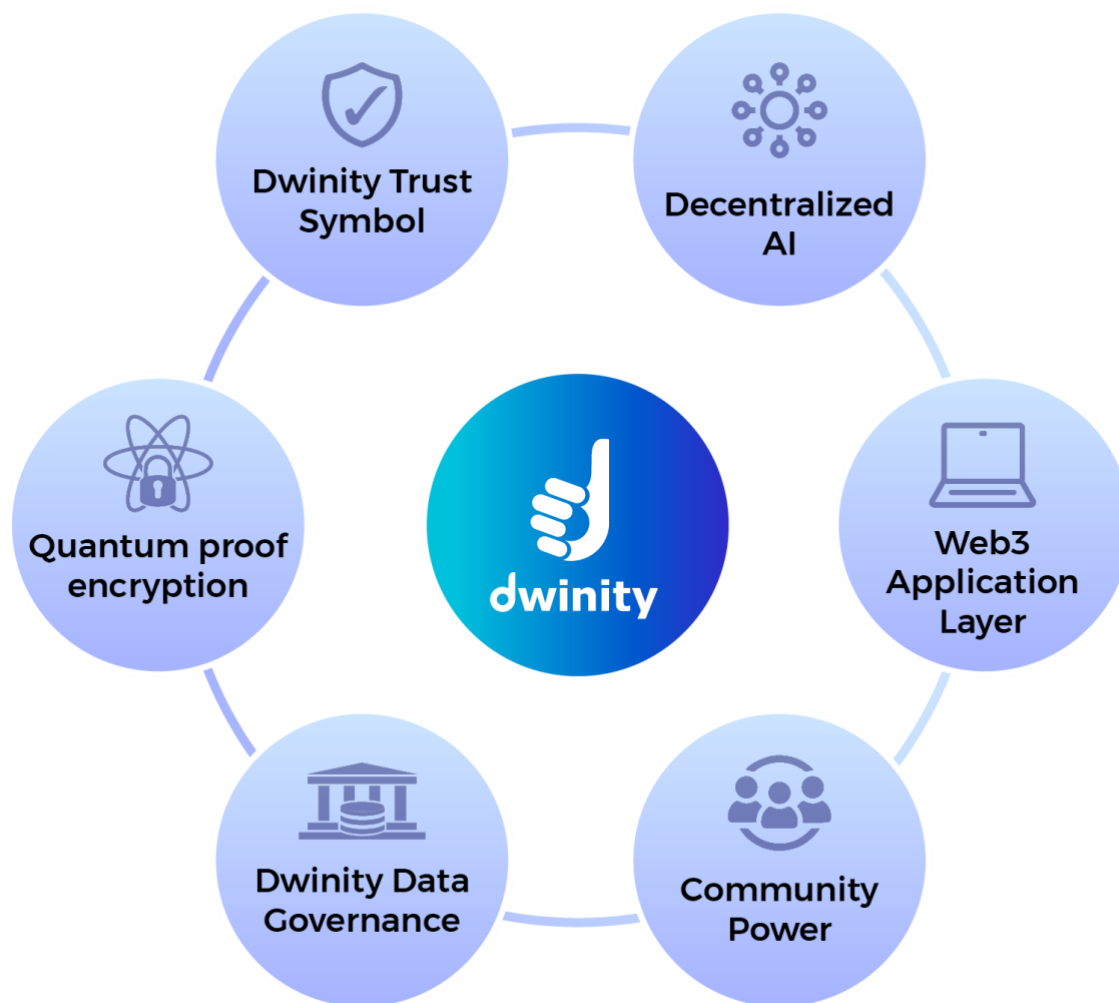 Dwinity Trust
Symbol
Decentralized
AI
Quantum proof
encryption
dwinity
Web3
Application
Layer
Dwinity Data
Governance
Community
Power